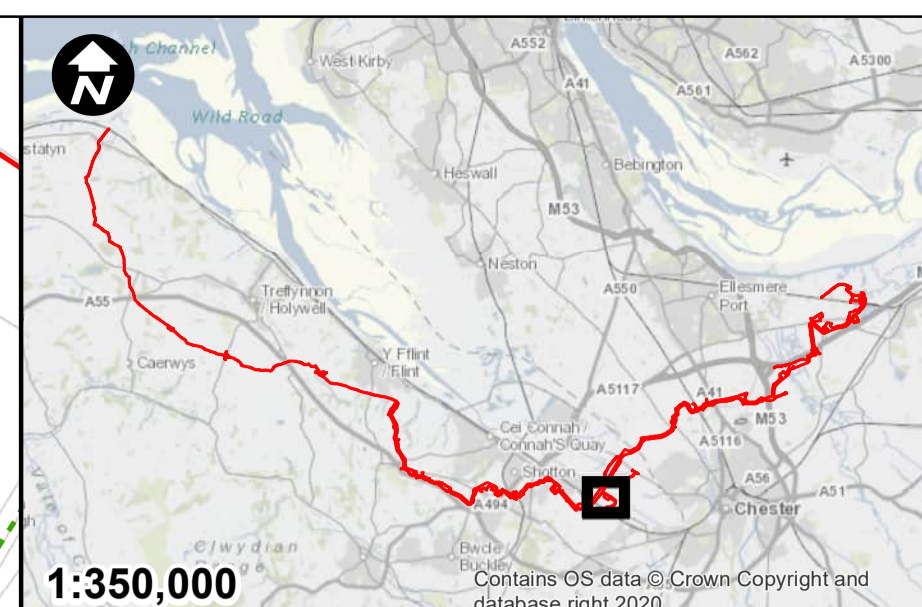 N
h Channel
West Kirby
A552
A562
A5300
A41
A561
Wild Road
statyn
Heswall
Bebington
M53
Neston
A550
Ellesmere
Port
Treffynnon
/ Holywell
A55
Caerwys
Y Fflint
/ Flint
A5117
A41
M53
A5116
Cei Connah /
Connah'S Quay
Shotton
A494
A56
A51
Chester
Bwcle
Buckley
Clwydian
1:350,000
Contains OS data © Crown Copyright and
database right 2020